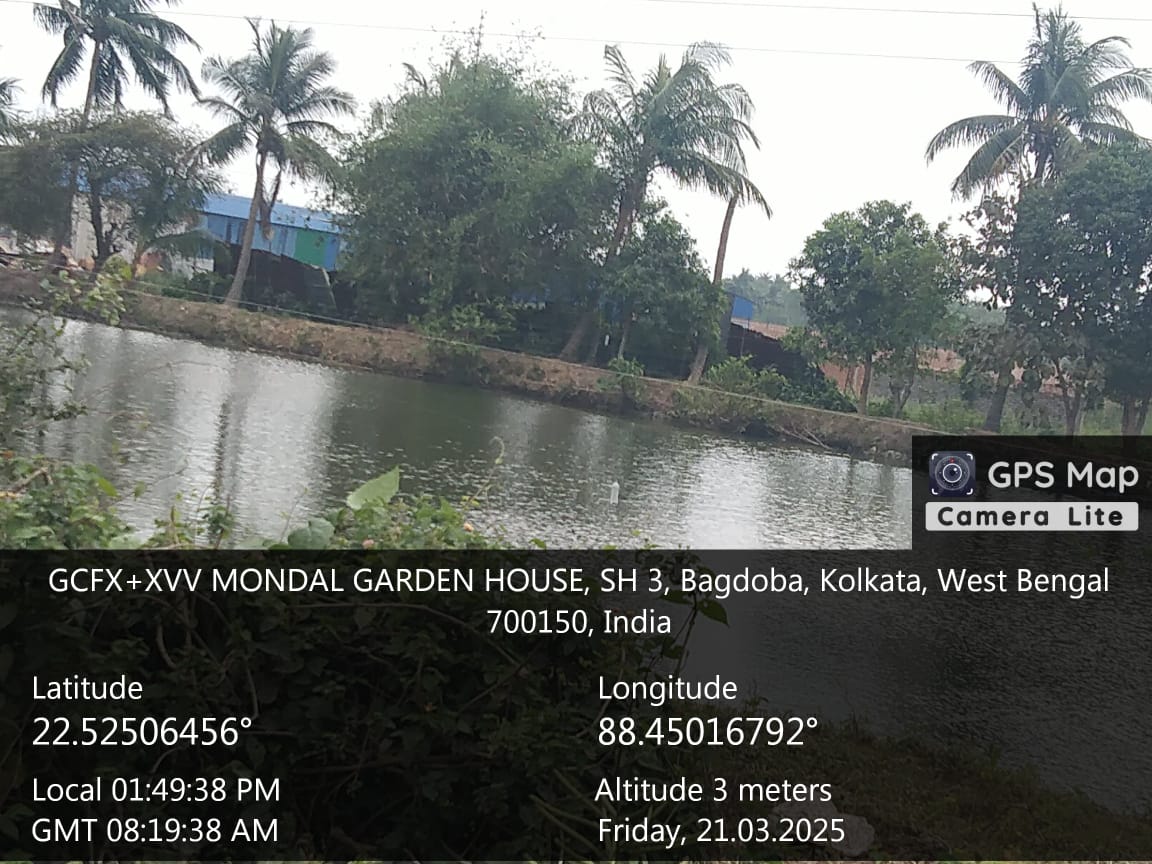 GPS Map
Camera Lite
GCFX+XVV MONDAL GARDEN HOUSE, SH 3, Bagdoba, Kolkata, West Bengal
700150, India
Latitude
22.52506456°
Longitude
88.45016792°
Local 01:49:38 PM
GMT 08:19:38 AM
Altitude 3 meters
Friday, 21.03.2025